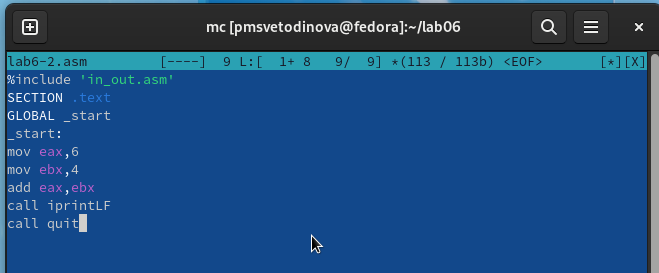 mc [pmsvetodinova@fedora]:~/lab06
lab6-2.asm [----] 9 L:[ 1+ 8 9/ 9] *(113 / 113b) <EOF> [*][X]
%include 'in_out.asm'
SECTION .text
GLOBAL _start
_start:
mov eax,6
mov ebx,4
add eax,ebx
call iprintLF
call quit